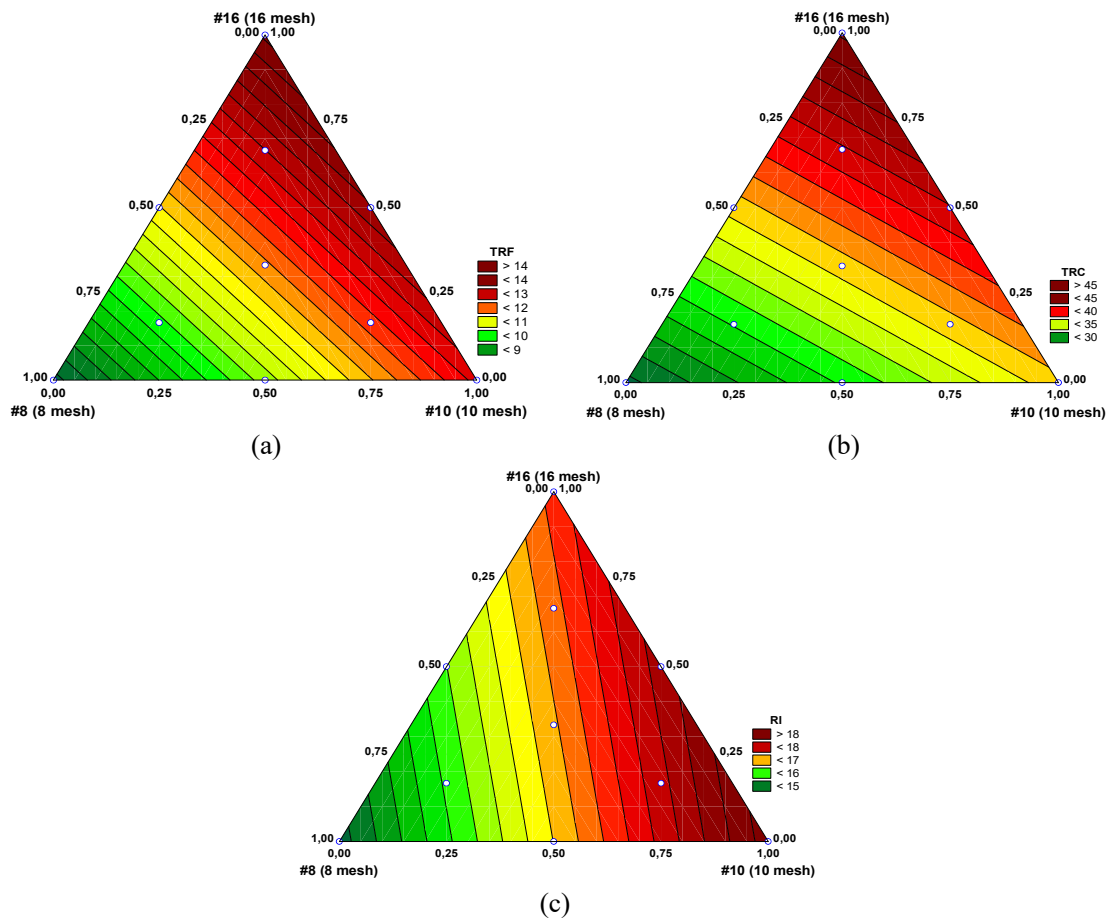 #16 (16 mesh)
0,00 1,00
0,25 0,75
0,50 0,50
0,75 0,25
1,00 0,00
0,00 0,25 0,50 0,75 1,00
#8 (8 mesh) #10 (10 mesh)
TRF
> 14
< 14
< 13
< 12
< 11
< 10
< 9
(a)
#16 (16 mesh)
0,00 1,00
0,25 0,75
0,50 0,50
0,75 0,25
1,00 0,00
0,00 0,25 0,50 0,75 1,00
#8 (8 mesh) #10 (10 mesh)
TRC
> 45
< 45
< 40
< 35
< 30
(b)
#16 (16 mesh)
0,00 1,00
0,25 0,75
0,50 0,50
0,75 0,25
1,00 0,00
0,00 0,25 0,50 0,75 1,00
#8 (8 mesh) #10 (10 mesh)
RI
> 18
< 18
< 17
< 16
< 15
(c)